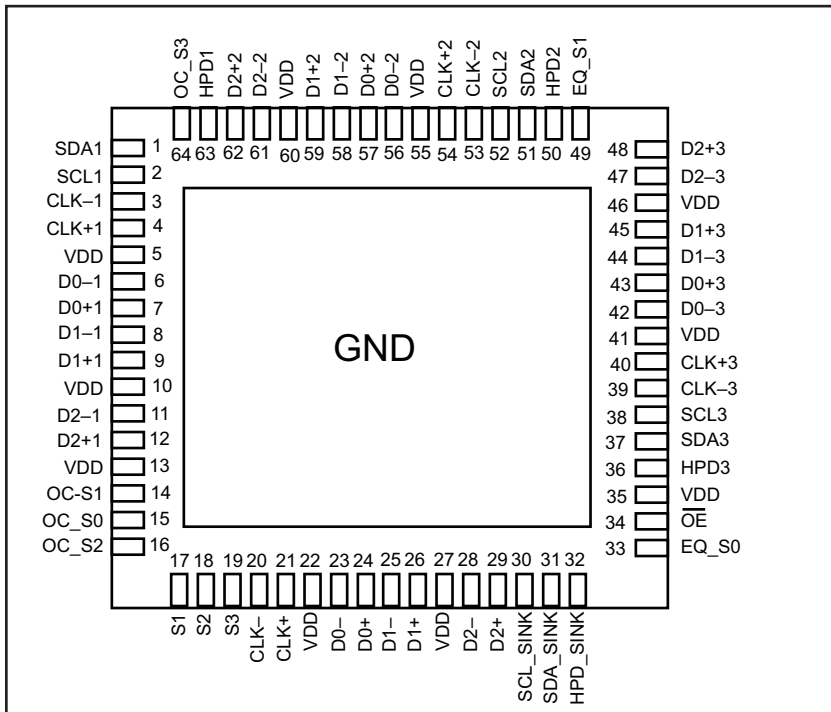 OC_S3
HPD1
D2+2
D2–2
VDD
D1+2
D1–2
D0+2
D0–2
VDD
CLK+2
CLK–2
SCL2
SDA2
HPD2
EQ_S1
64 63 62 61 60 59 58 57 56 55 54 53 52 51 50 49
SDA1 1
SCL1 2
CLK–1 3
CLK+1 4
VDD 5
D0–1 6
D0+1 7
D1–1 8
D1+1 9
VDD 10
D2–1 11
D2+1 12
VDD 13
OC-S1 14
OC_S0 15
OC_S2 16
GND
48 D2+3
47 D2–3
46 VDD
45 D1+3
44 D1–3
43 D0+3
42 D0–3
41 VDD
40 CLK+3
39 CLK–3
38 SCL3
37 SDA3
36 HPD3
35 VDD
34 OE
33 EQ_S0
17 18 19 20 21 22 23 24 25 26 27 28 29 30 31 32
S1
S2
S3
CLK–
CLK+
VDD
D0–
D0+
D1–
D1+
VDD
D2–
D2+
SCL_SINK
SDA_SINK
HPD_SINK